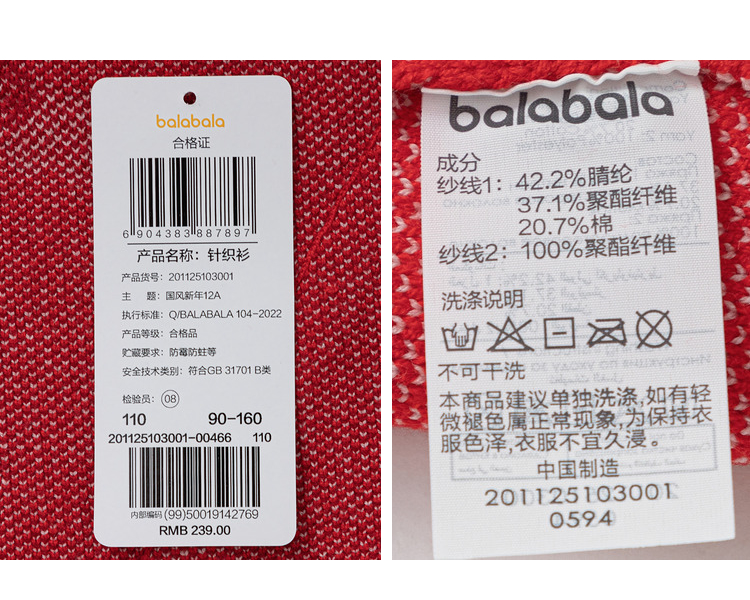 balabala
合格证
6 904383 887897
产品名称：针织衫
产品货号：201125103001
主　题：国风新年12A
执行标准：Q/BALABALA 104-2022
产品等级：合格品
贮藏要求：防霉防蛀等
安全技术类别：符合GB 31701 B类
检验员：08
110 90-160
201125103001-00466 110
内部编码 (99)50019142769
RMB 239.00
balabala
成分
纱线1：42.2%腈纶
37.1%聚酯纤维
20.7%棉
纱线2：100%聚酯纤维
洗涤说明
不可干洗
本商品建议单独洗涤,如有轻
微褪色属正常现象,为保持衣
服色泽,衣服不宜久浸。
中国制造
201125103001
0594